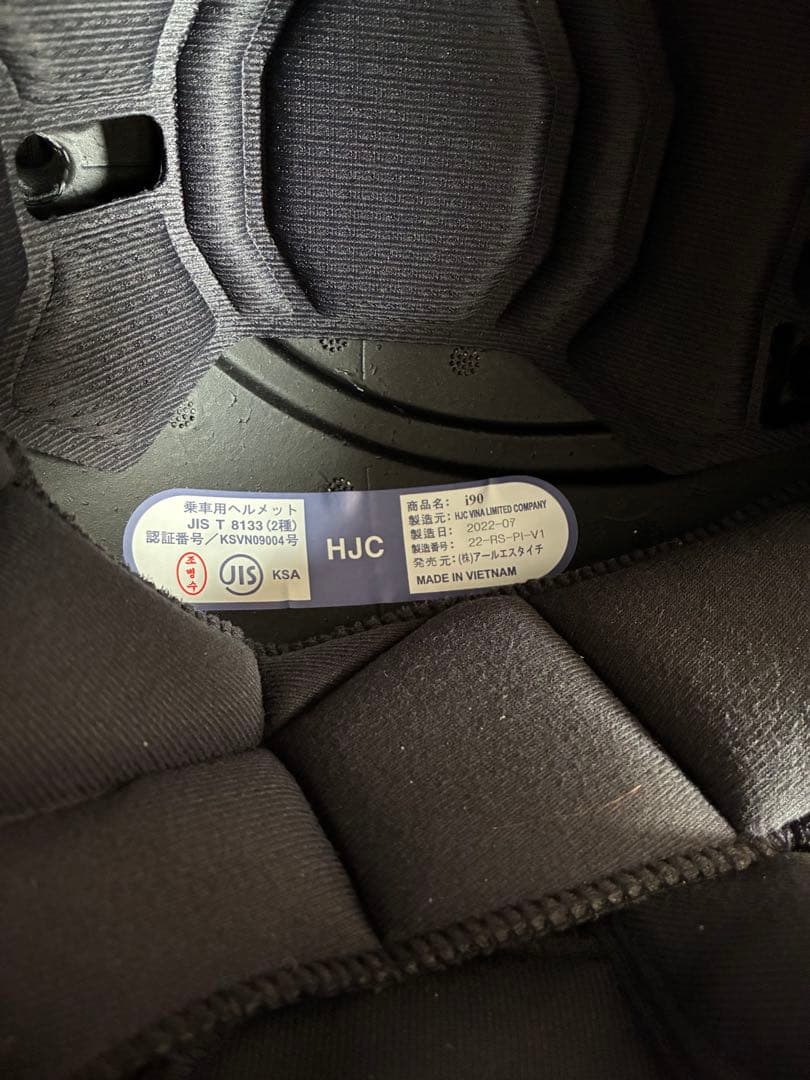 乗車用ヘルメット
JIS T 8133(2種)
認証番号/KSVN09004号
조병수
JIS KSA
HJC
商品名: i90
製造元: HJC VINA LIMITED COMPANY
製造日: 2022-07
製造番号: 22-RS-PI-V1
発売元: (株)アールエスタイチ
MADE IN VIETNAM